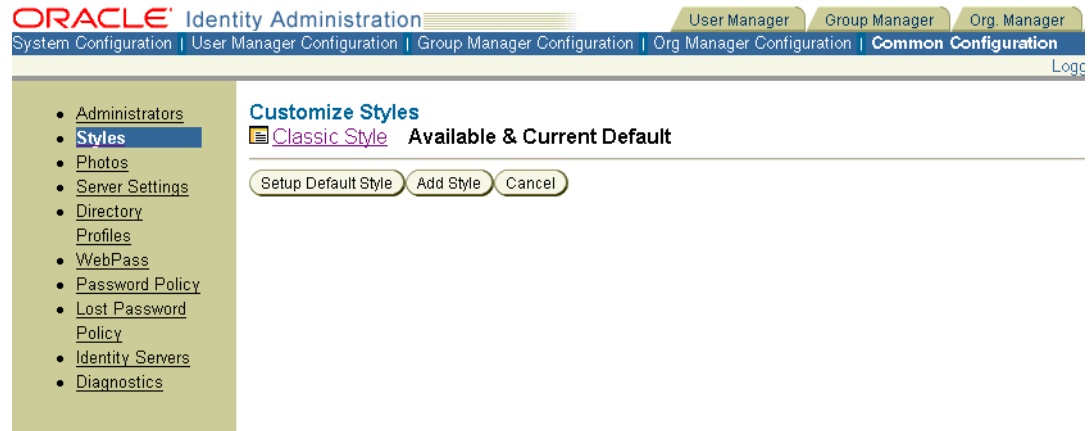 ORACLE Identity Administration
User Manager Group Manager Org. Manager
System Configuration | User Manager Configuration | Group Manager Configuration | Org Manager Configuration | Common Configuration
Administrators
Styles
Photos
Server Settings
Directory
Profiles
WebPass
Password Policy
Lost Password
Policy
Identity Servers
Diagnostics
Customize Styles
Classic Style Available & Current Default
Setup Default Style Add Style Cancel